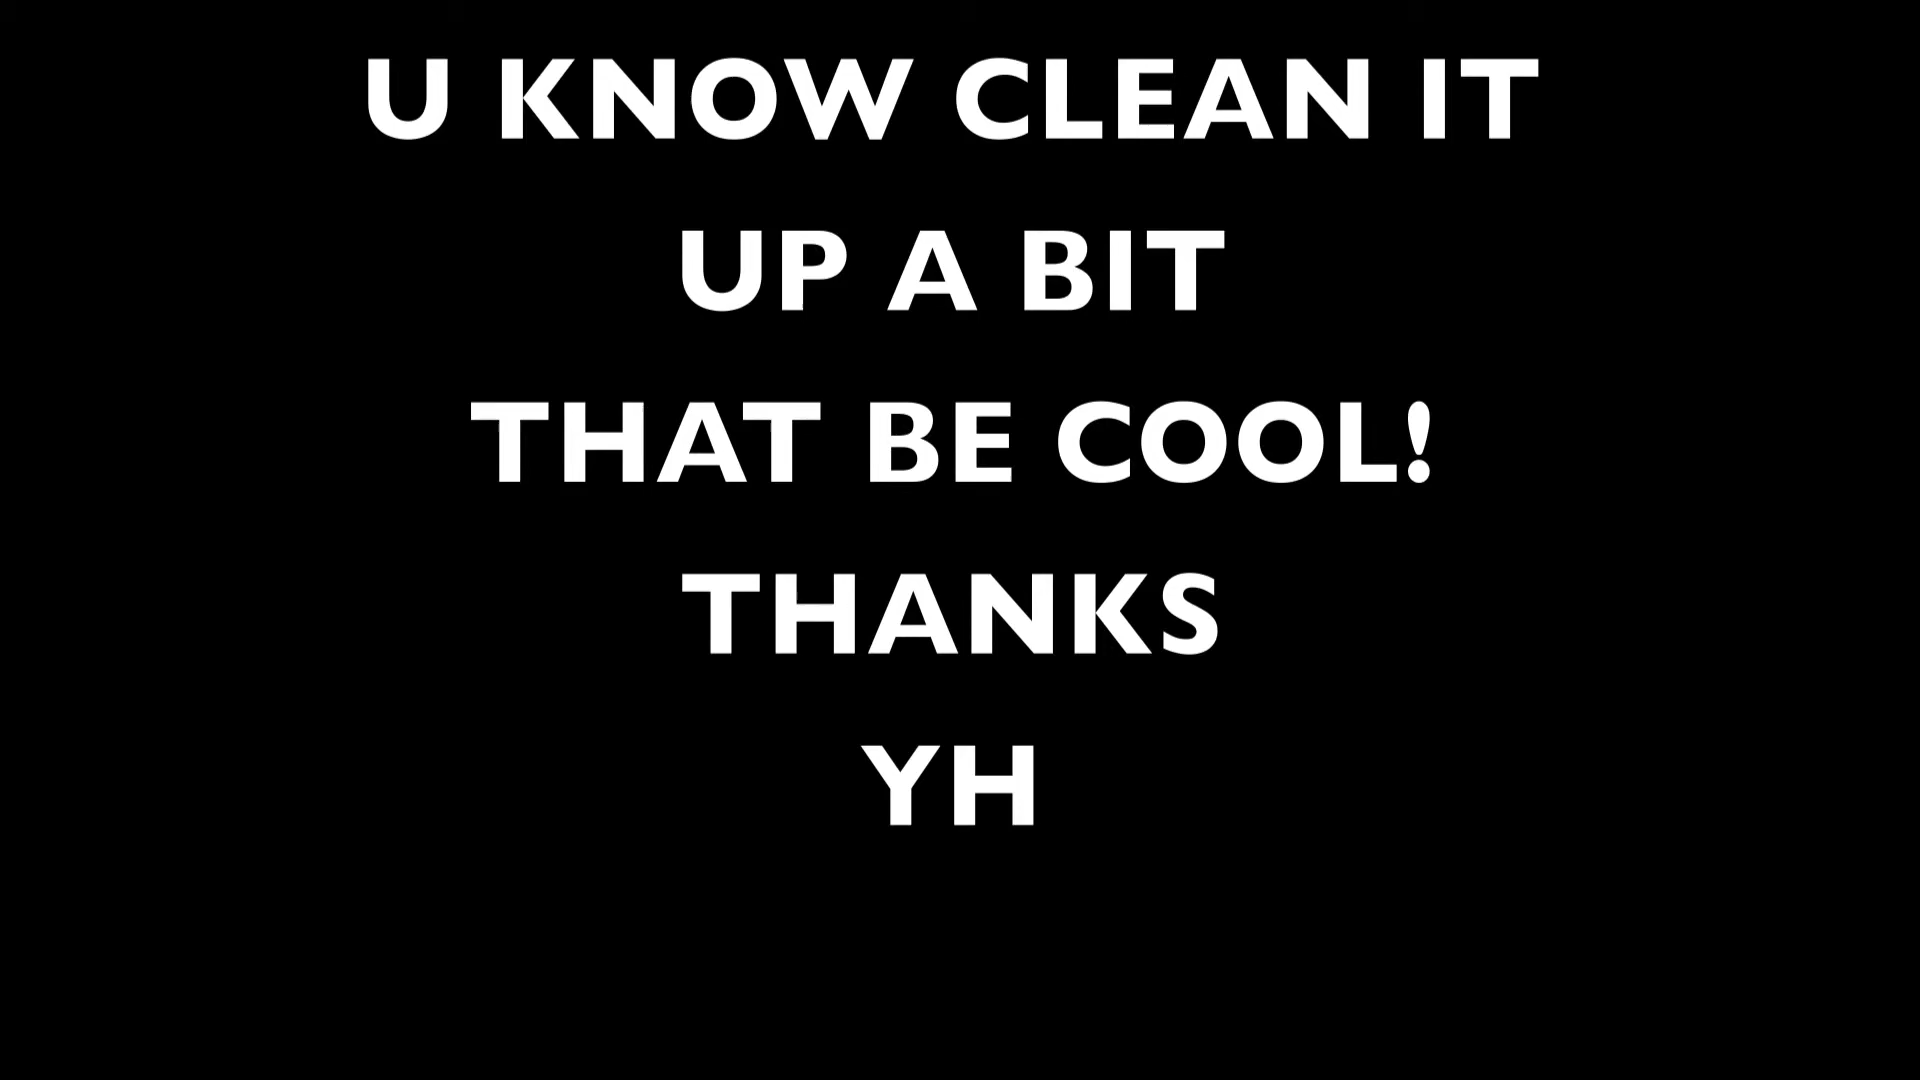 U KNOW CLEAN IT
UP A BIT
THAT BE COOL!
THANKS
YH